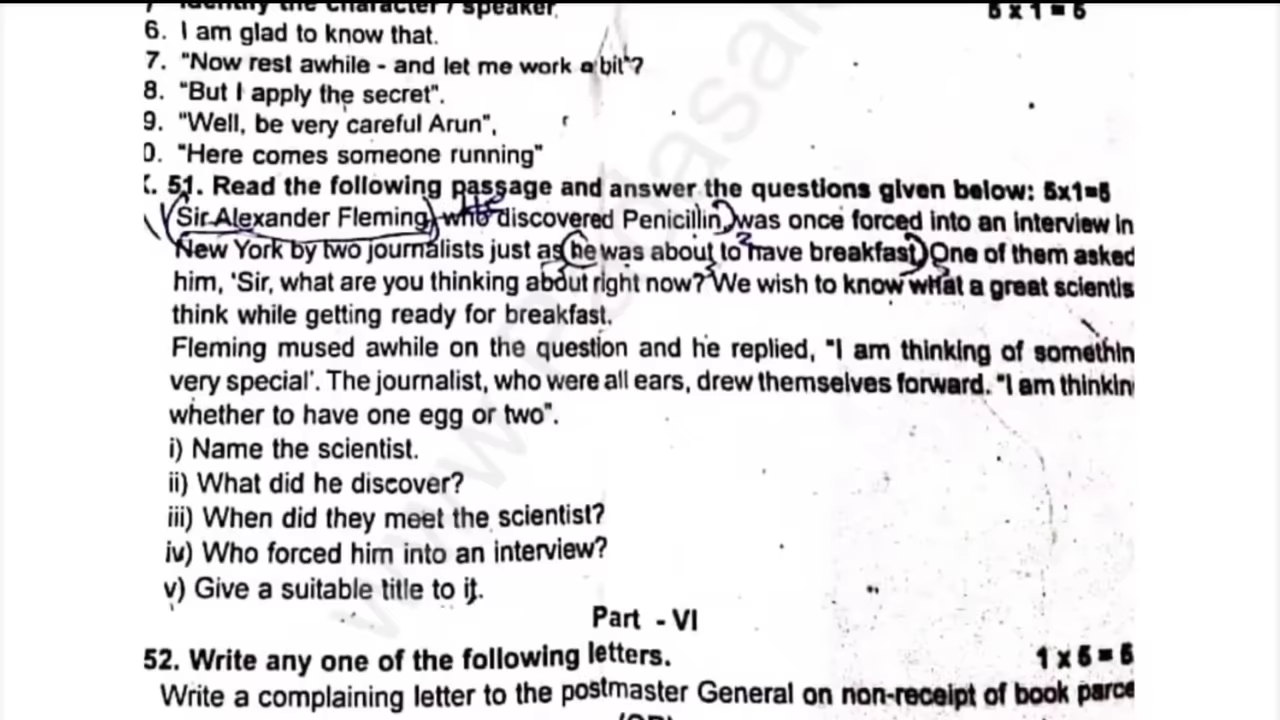 Identify the character / speaker. 5 x 1 = 5
6. I am glad to know that.
7. "Now rest awhile - and let me work a bit"?
8. "But I apply the secret".
9. "Well, be very careful Arun",
0. "Here comes someone running"
51. Read the following passage and answer the questions given below: 5x1=5
Sir Alexander Fleming, who discovered Penicillin, was once forced into an interview in
New York by two journalists just as he was about to have breakfast. One of them asked
him, 'Sir, what are you thinking about right now? We wish to know what a great scientis
think while getting ready for breakfast.
Fleming mused awhile on the question and he replied, "I am thinking of somethin
very special'. The journalist, who were all ears, drew themselves forward. "I am thinkin
whether to have one egg or two".
i) Name the scientist.
ii) What did he discover?
iii) When did they meet the scientist?
iv) Who forced him into an interview?
v) Give a suitable title to it.
Part - VI
52. Write any one of the following letters. 1 x 5 = 5
Write a complaining letter to the postmaster General on non-receipt of book parce
(OR)